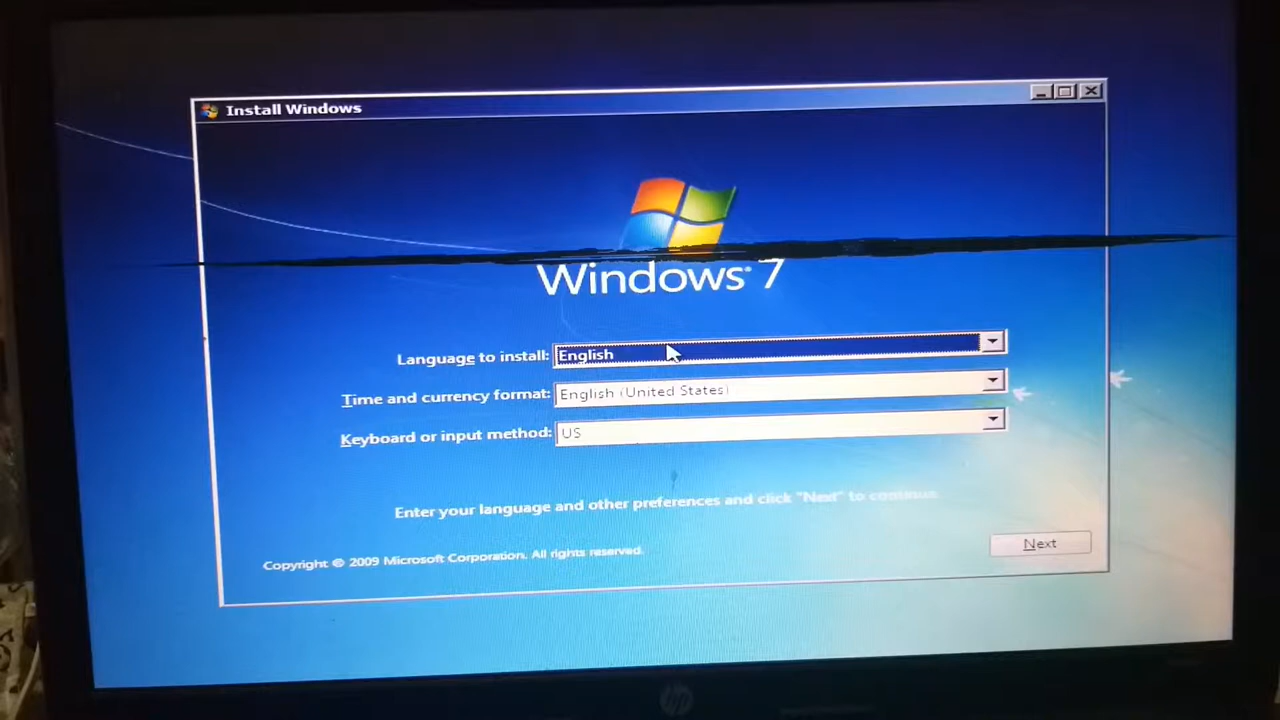 Install Windows
Windows 7
Language to install: English
Time and currency format: English (United States)
Keyboard or input method: US
Enter your language and other preferences and click "Next" to continue.
Copyright © 2009 Microsoft Corporation. All rights reserved.
Next
hp